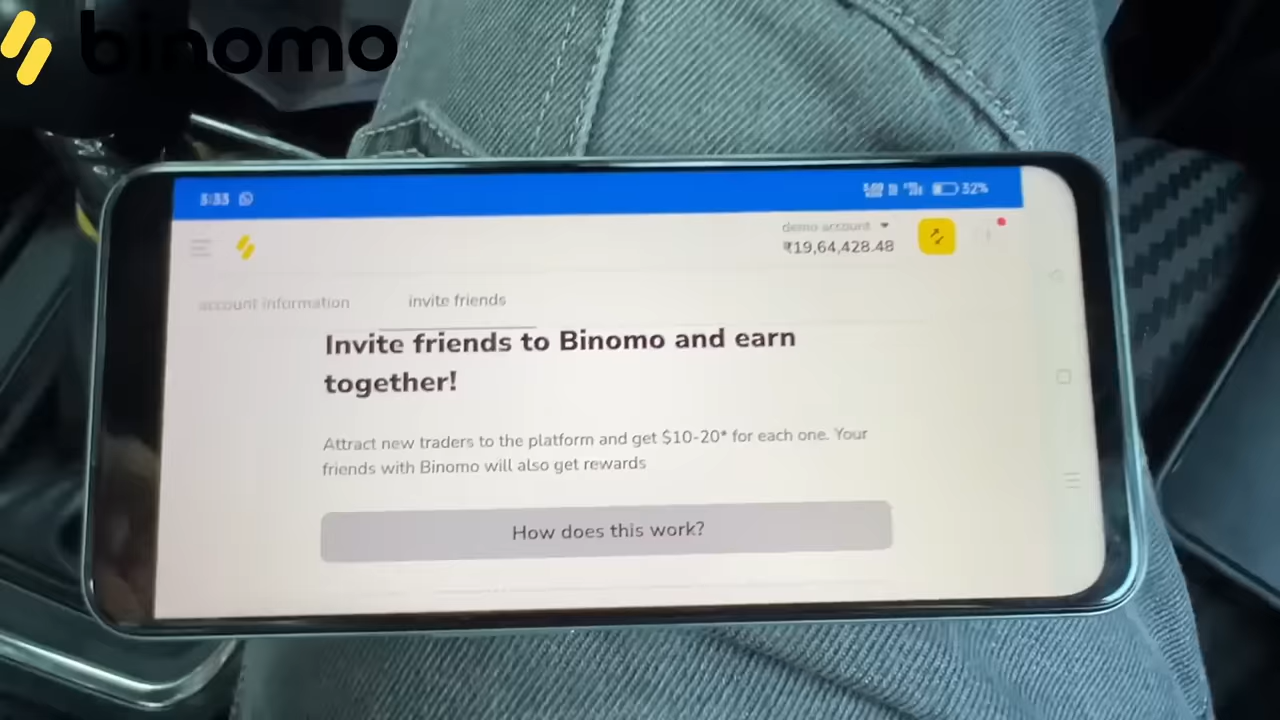 binomo
32%
demo account
₹19,64,428.48
account information
invite friends
Invite friends to Binomo and earn
together!
Attract new traders to the platform and get $10-20* for each one. Your
friends with Binomo will also get rewards
How does this work?